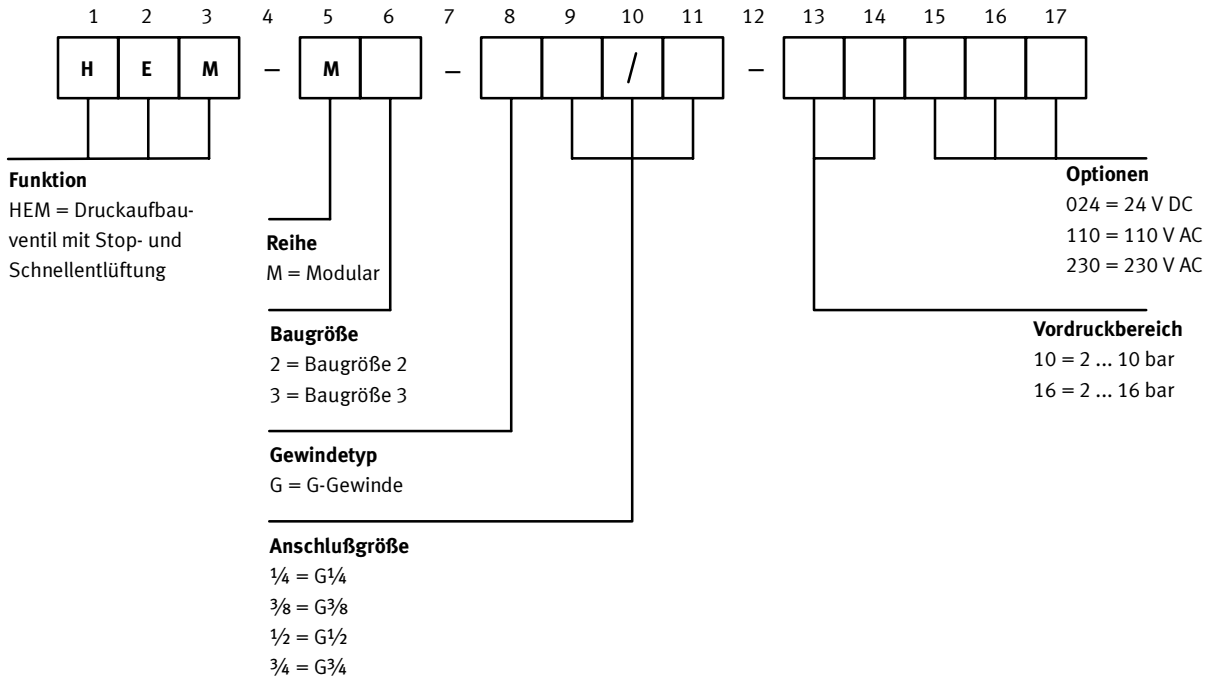 1 2 3 4 5 6 7 8 9 10 11 12 13 14 15 16 17
H E M – M – / –
Funktion
HEM = Druckaufbau-
ventil mit Stop- und
Schnellentlüftung
Reihe
M = Modular
Baugröße
2 = Baugröße 2
3 = Baugröße 3
Gewindetyp
G = G-Gewinde
Anschlußgröße
¼ = G¼
⅜ = G⅜
½ = G½
¾ = G¾
Optionen
024 = 24 V DC
110 = 110 V AC
230 = 230 V AC
Vordruckbereich
10 = 2 ... 10 bar
16 = 2 ... 16 bar